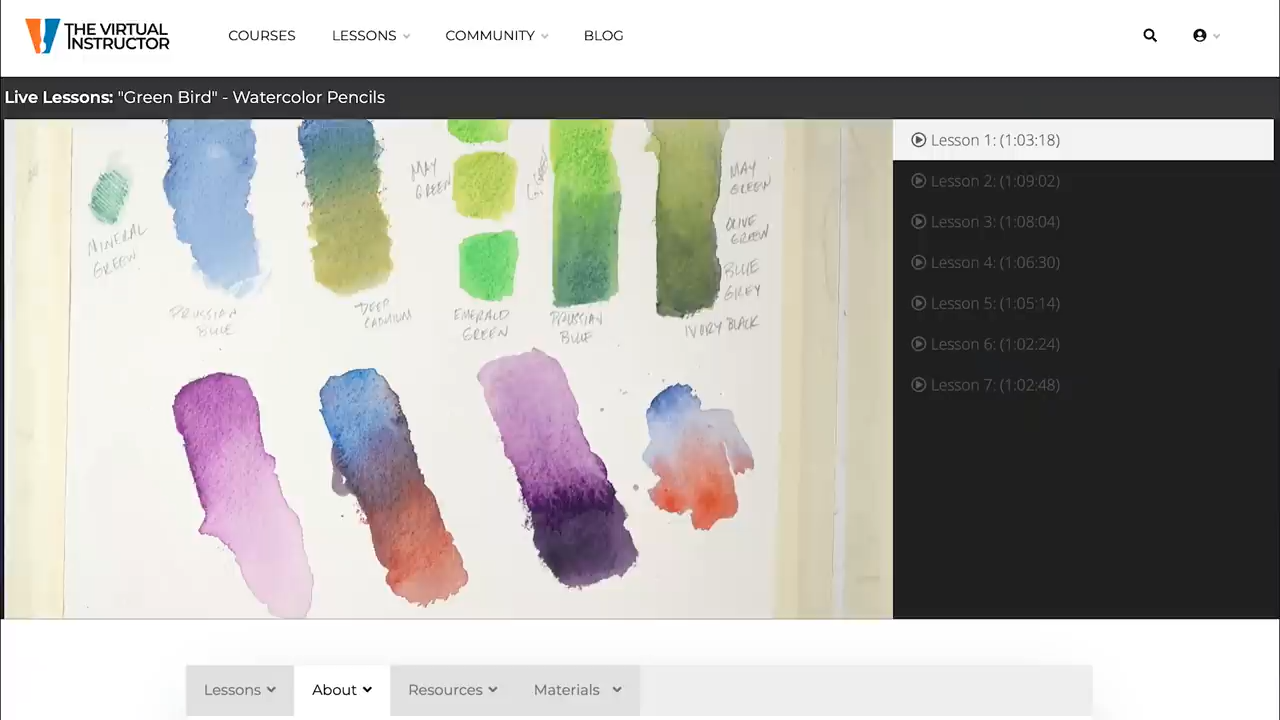 THE VIRTUAL
INSTRUCTOR
COURSES
LESSONS
COMMUNITY
BLOG
Live Lessons: "Green Bird" - Watercolor Pencils
MINERAL
GREEN
PRUSSIAN
BLUE
DEEP
CADMIUM
MAY
GREEN
EMERALD
GREEN
PRUSSIAN
BLUE
MAY
GREEN
OLIVE
GREEN
BLUE
GREY
IVORY BLACK
Lesson 1: (1:03:18)
Lesson 2: (1:09:02)
Lesson 3: (1:08:04)
Lesson 4: (1:06:30)
Lesson 5: (1:05:14)
Lesson 6: (1:02:24)
Lesson 7: (1:02:48)
Lessons
About
Resources
Materials